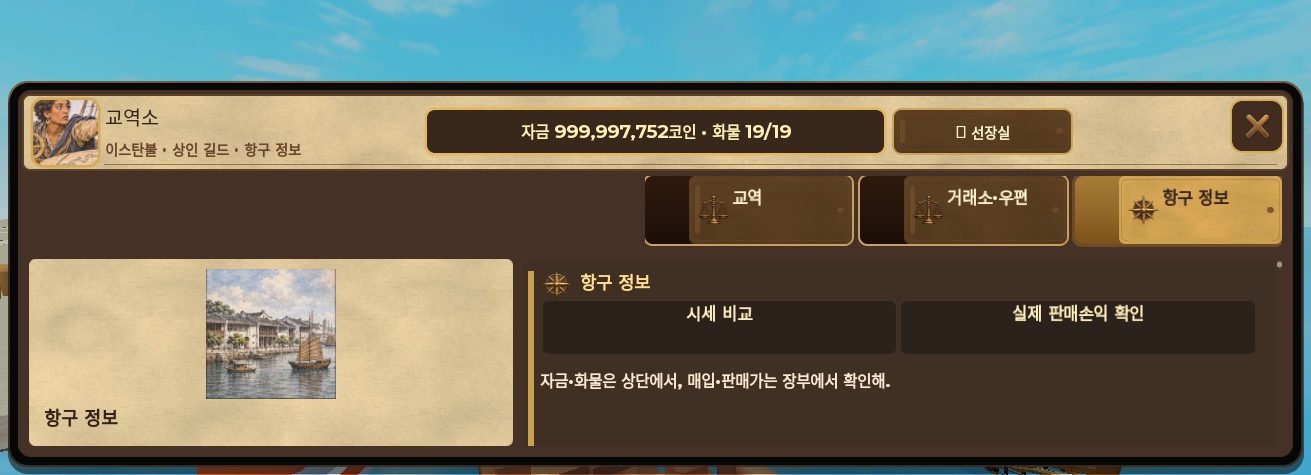 교역소
이스탄불 • 상인 길드 • 항구 정보
자금 999,997,752코인 • 화물 19/19
선장실
교역
거래소•우편
항구 정보
항구 정보
항구 정보
시세 비교
실제 판매손익 확인
자금•화물은 상단에서, 매입•판매가는 장부에서 확인해.